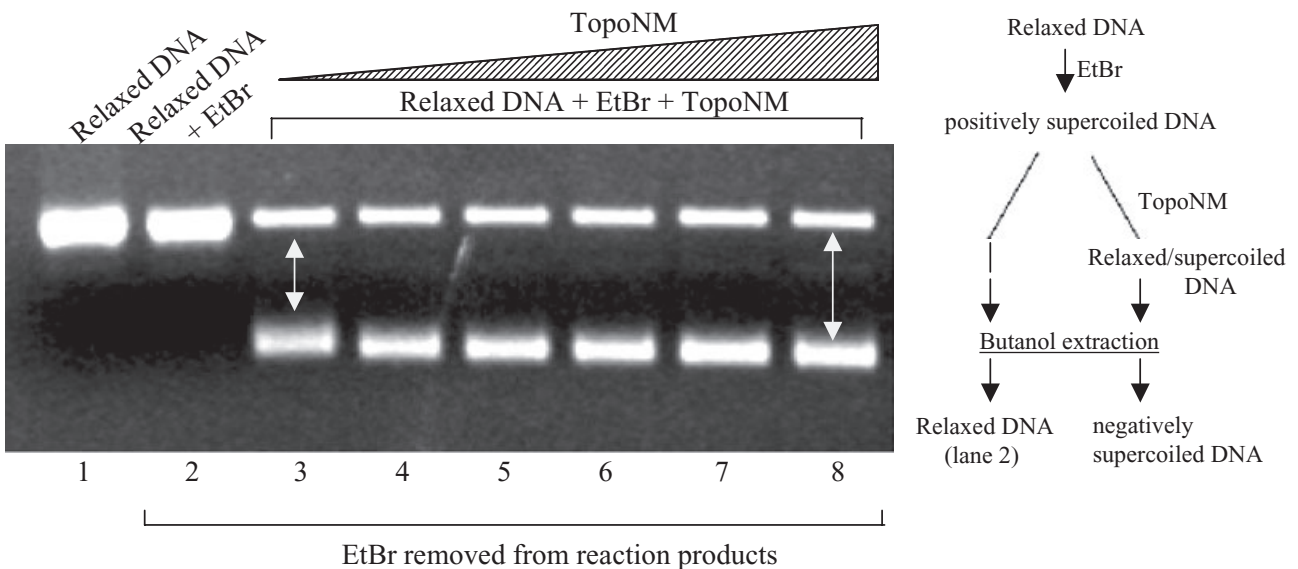 TopoNM
Relaxed DNA
Relaxed DNA
+ EtBr
Relaxed DNA + EtBr + TopoNM
1 2 3 4 5 6 7 8
EtBr removed from reaction products
Relaxed DNA
EtBr
positively supercoiled DNA
TopoNM
Relaxed/supercoiled
DNA
Butanol extraction
Relaxed DNA
(lane 2)
negatively
supercoiled DNA